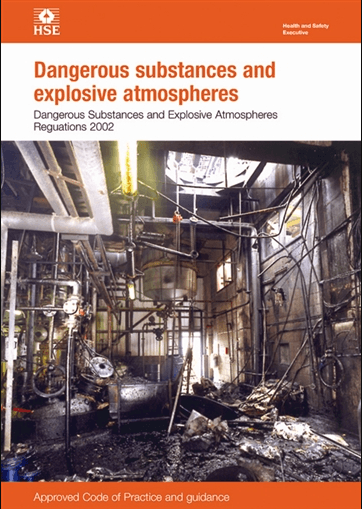 HSE
Health and Safety
Executive
Dangerous substances and
explosive atmospheres
Dangerous Substances and Explosive Atmospheres
Reguations 2002
Approved Code of Practice and guidance